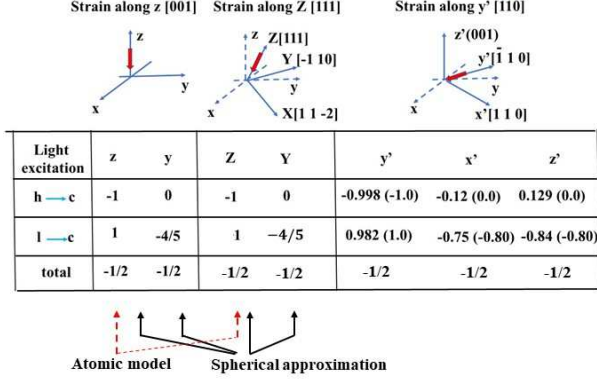 Strain along z [001] Strain along Z [111] Strain along y' [110]
z z Z[111] z'(001)
Y [-1 10] y'[1̄ 1 0]
y y y
x x X[1 1 -2] x x'[1 1 0]
Light excitation z y Z Y y' x' z'
h → c -1 0 -1 0 -0.998 (-1.0) -0.12 (0.0) 0.129 (0.0)
l → c 1 -4/5 1 -4/5 0.982 (1.0) -0.75 (-0.80) -0.84 (-0.80)
total -1/2 -1/2 -1/2 -1/2 -1/2 -1/2 -1/2
Atomic model Spherical approximation